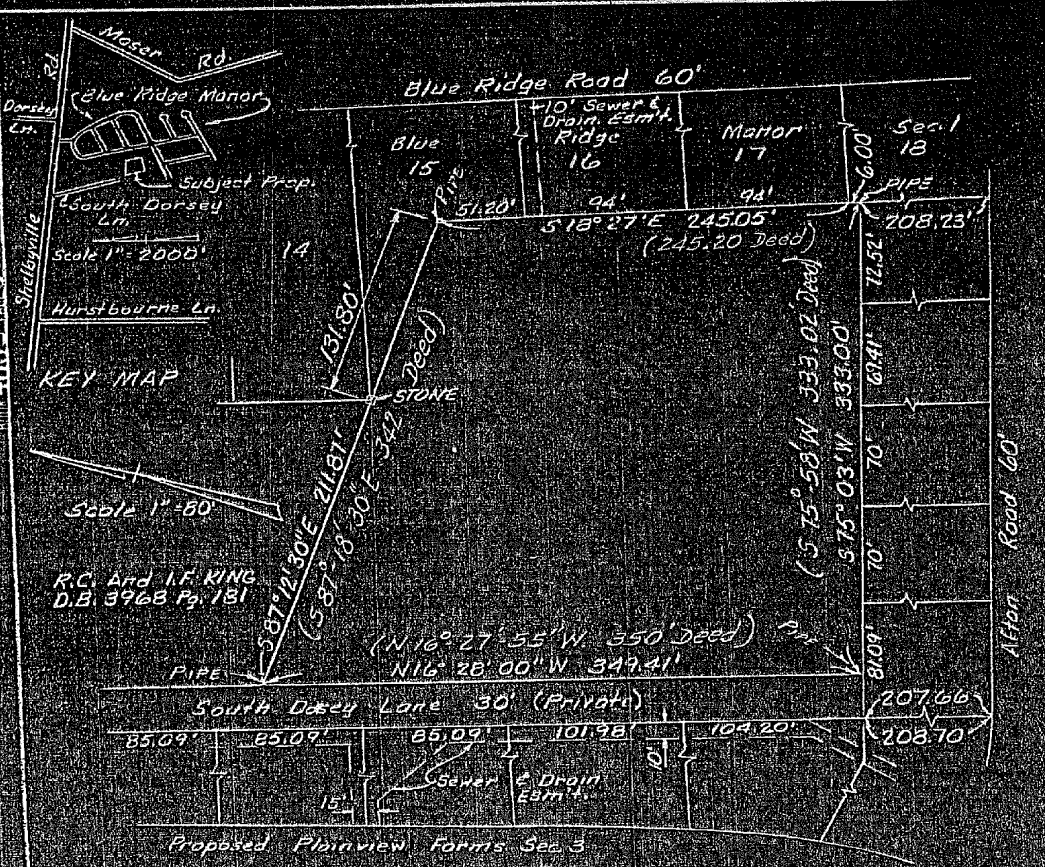 Moser Rd.
Rd.
Dorsey
Ln.
Blue Ridge Manor
Subject Prop.
South Dorsey
Ln.
Scale 1"=2000'
Shelbyville
Hurstbourne Ln.
KEY MAP
Scale 1"=80'
R.C. And I.F. KING
D.B. 3968 Pg. 181
Blue Ridge Road 60'
10' Sewer &
Drain. Esm't.
Blue
15
Ridge
16
Manor
17
Sec. 1
18
14
PIPE
51.20'
94'
94'
S 18° 27' E 245.05'
(245.20 Deed)
6.00'
PIPE
208.23'
131.80'
STONE
S 87° 12' 30" E 211.87'
(S 87° 18' 30" E 342 Deed)
(S 75° 58' W 333.02 Deed)
S 75° 03' W 333.00'
72.52'
69.41'
70'
70'
81.09'
Afton Road 60'
(N 16° 27' 55" W. 350' Deed)
N 16° 28' 00" W 349.41'
PIPE
South Dosey Lane 30' (Private)
207.66
208.70'
85.09'
85.09'
85.09'
101.98'
104.20'
10'
Sewer & Drain
Esm't.
15'
Proposed Plainview Farms Sec 3